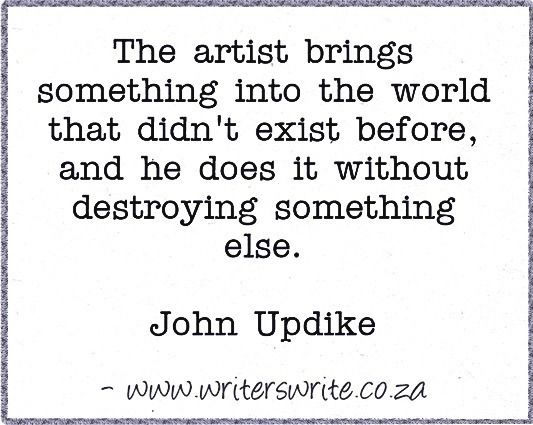 The artist brings
something into the world
that didn't exist before,
and he does it without
destroying something
else.
John Updike
- www.writerswrite.co.za